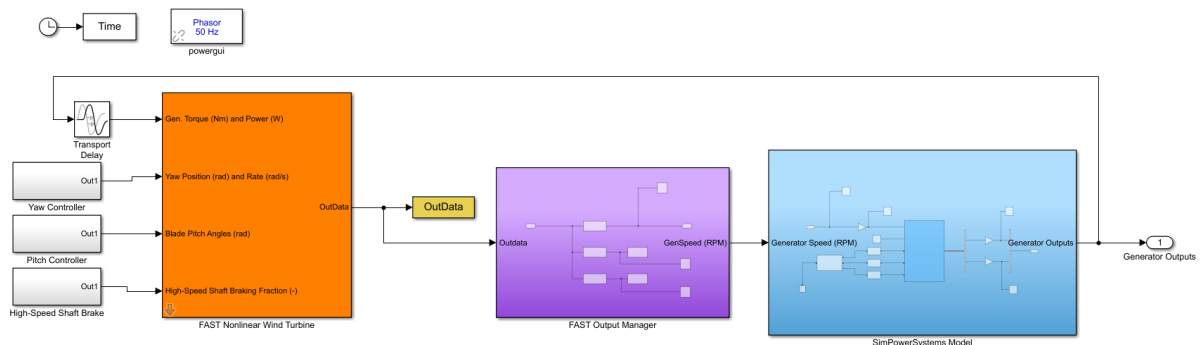 Time
Phasor
50 Hz
powergui
Transport
Delay
Gen. Torque (Nm) and Power (W)
Out1
Yaw Controller
Yaw Position (rad) and Rate (rad/s)
Out1
Pitch Controller
Blade Pitch Angles (rad)
Out1
High-Speed Shaft Brake
High-Speed Shaft Braking Fraction (-)
OutData
FAST Nonlinear Wind Turbine
OutData
Outdata
GenSpeed (RPM)
FAST Output Manager
Generator Speed (RPM)
Generator Outputs
SimPowerSystems Model
1
Generator Outputs